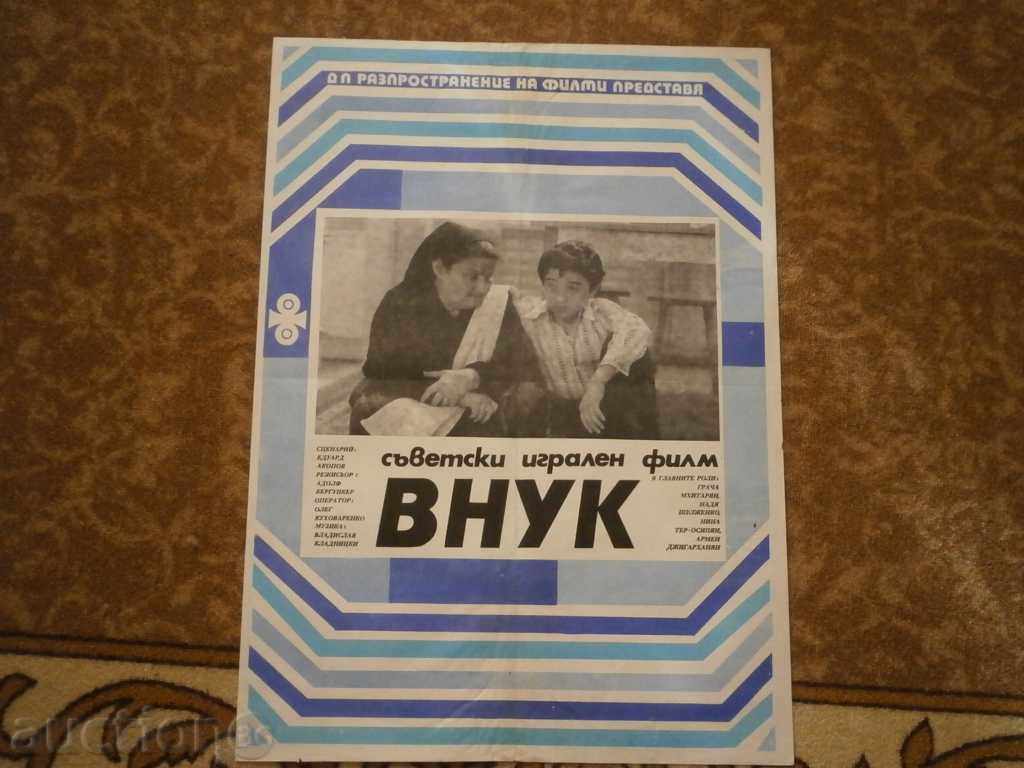 ДП РАЗПРОСТРАНЕНИЕ НА ФИЛМИ ПРЕДСТАВЯ
съветски игрален филм
ВНУК
СЦЕНАРИЙ:
ЕДУАРД
АКОПОВ
РЕЖИСЬОР:
АДОЛФ
БЕРГУНКЕР
ОПЕРАТОР:
ОЛЕГ
КУХОВАРЕНКО
МУЗИКА:
ВЛАДИСЛАВ
КЛАДНИЦКИ
В ГЛАВНИТЕ РОЛИ:
ГРАЧА
МХИТАРЯН,
НАДЯ
НИНА
ТЕР-ОСИПЯН,
АРМЕН
ДЖИГАРХАНЯН
auction.bg